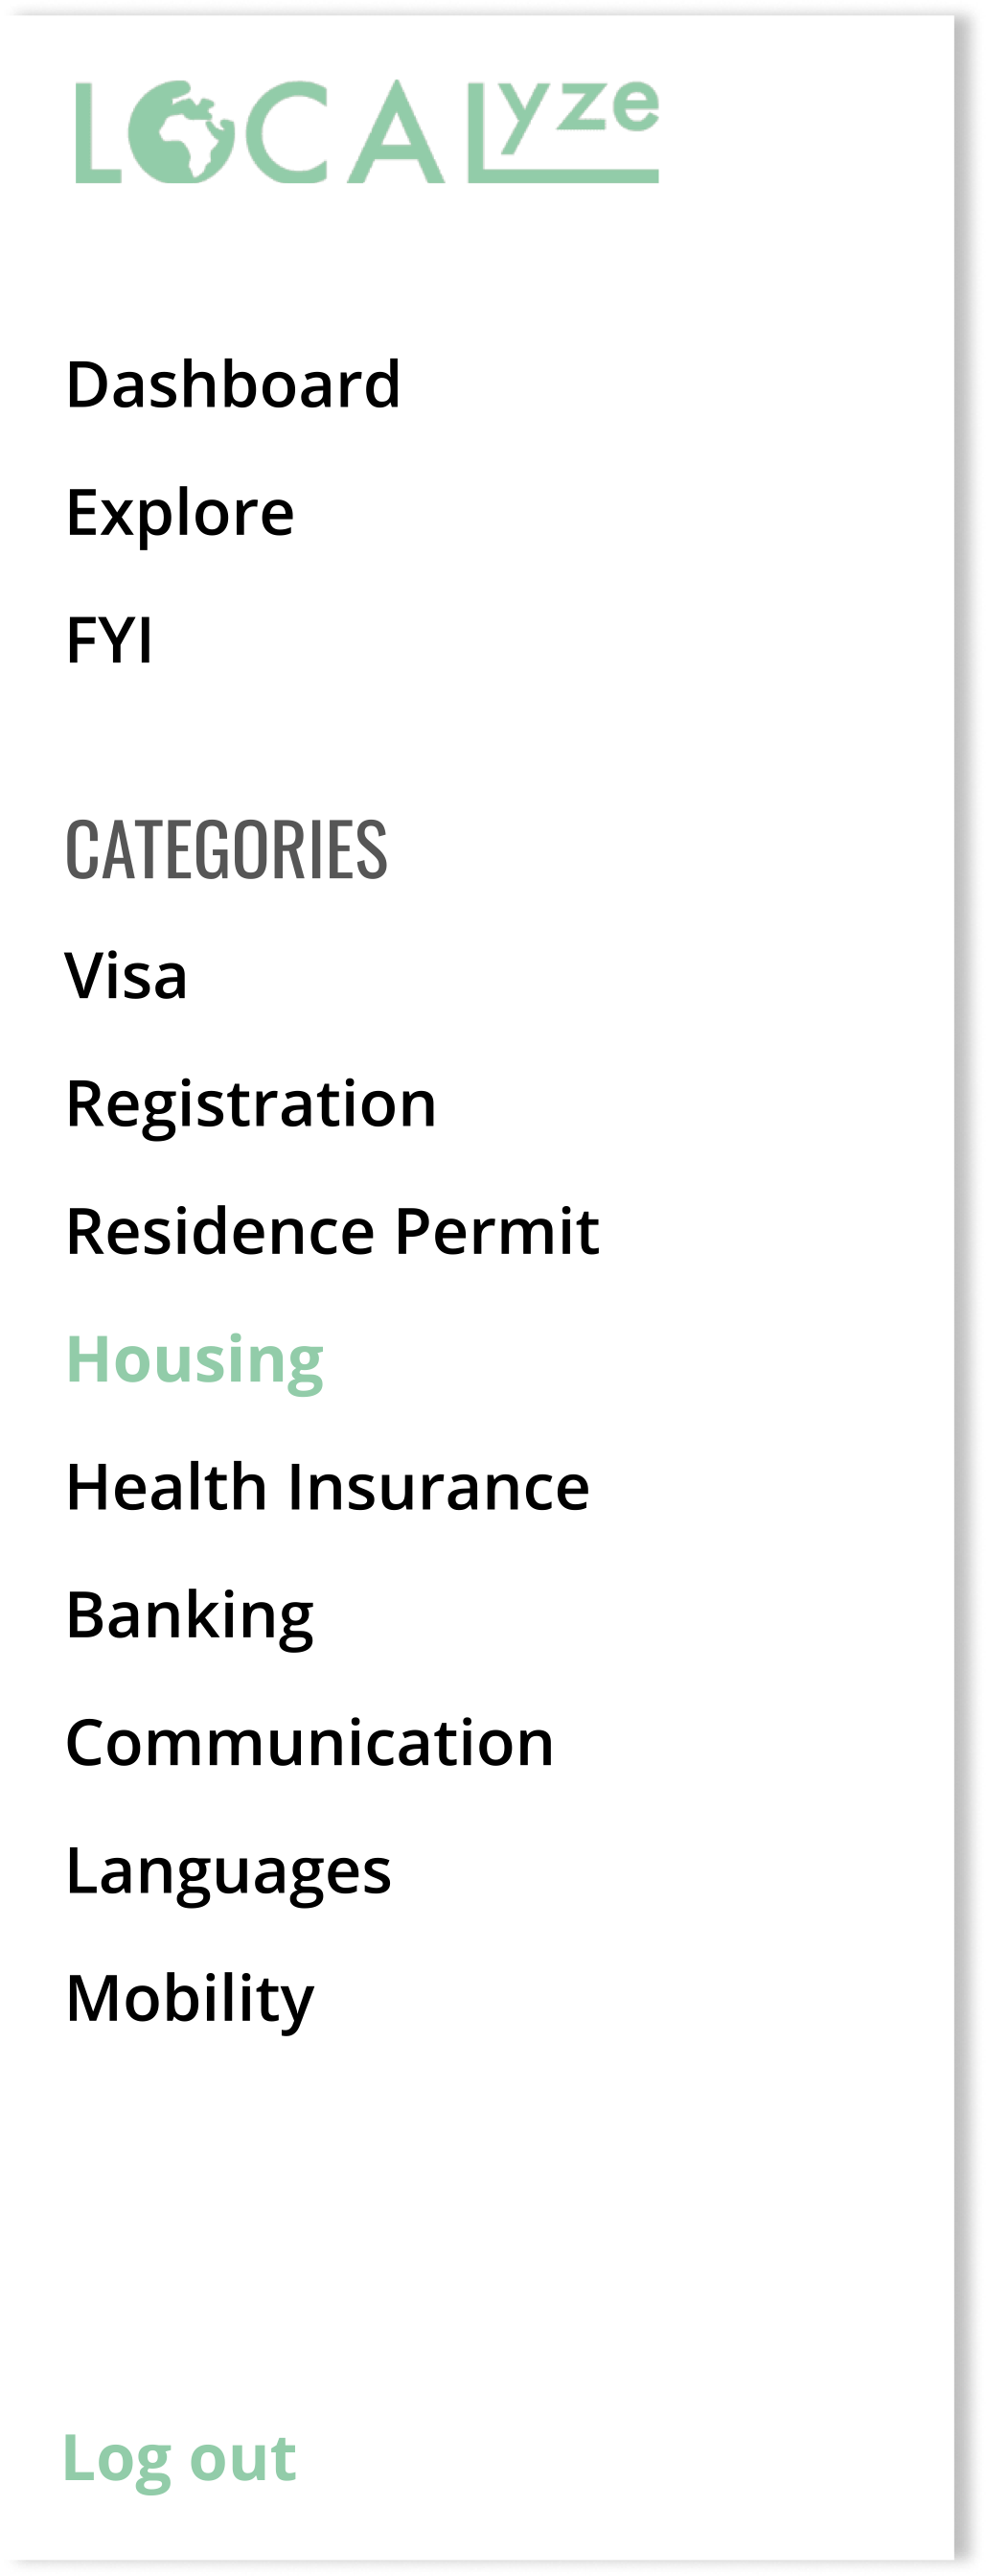 LOCALyze
Dashboard
Explore
FYI
CATEGORIES
Visa
Registration
Residence Permit
Housing
Health Insurance
Banking
Communication
Languages
Mobility
Log out